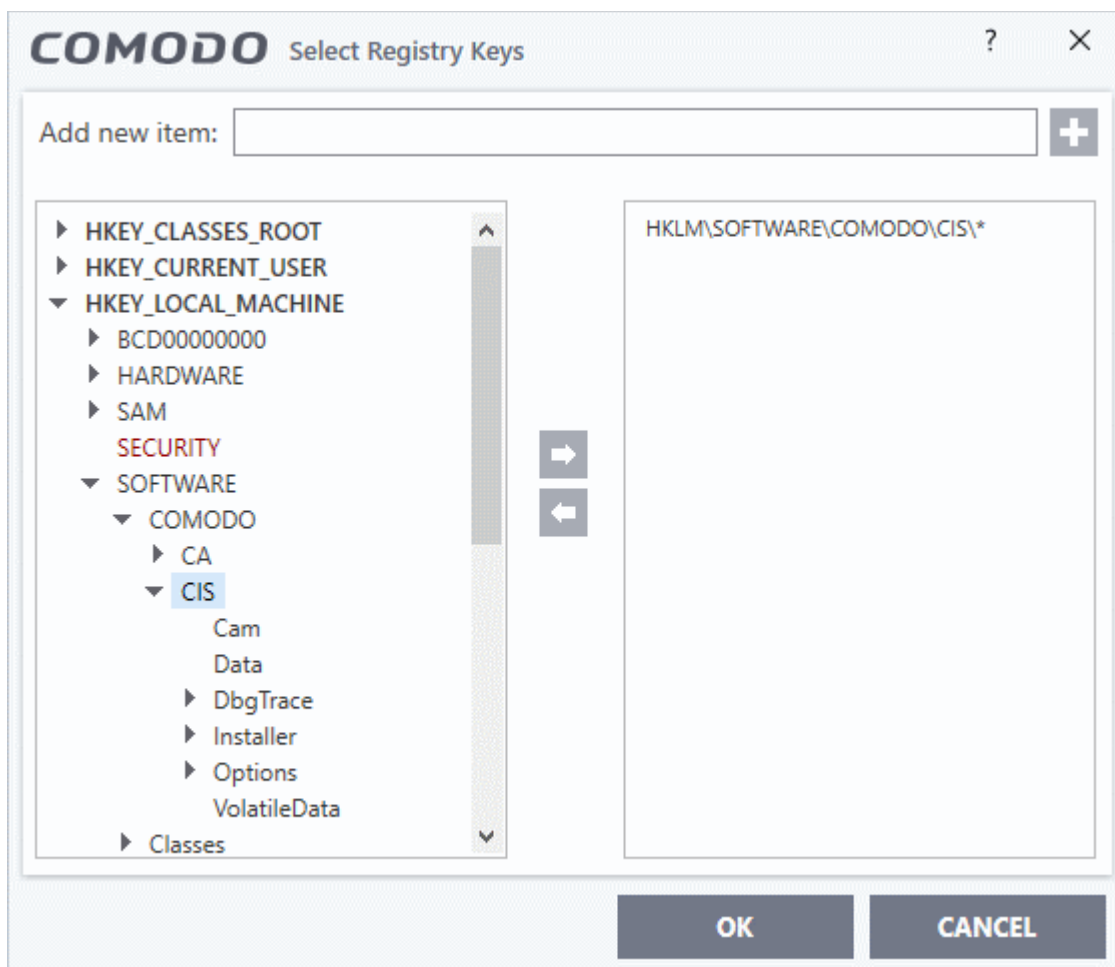 COMODO Select Registry Keys ? ×
Add new item:
HKEY_CLASSES_ROOT
HKEY_CURRENT_USER
HKEY_LOCAL_MACHINE
BCD00000000
HARDWARE
SAM
SECURITY
SOFTWARE
COMODO
CA
CIS
Cam
Data
DbgTrace
Installer
Options
VolatileData
Classes
HKLM\SOFTWARE\COMODO\CIS\*
OK
CANCEL